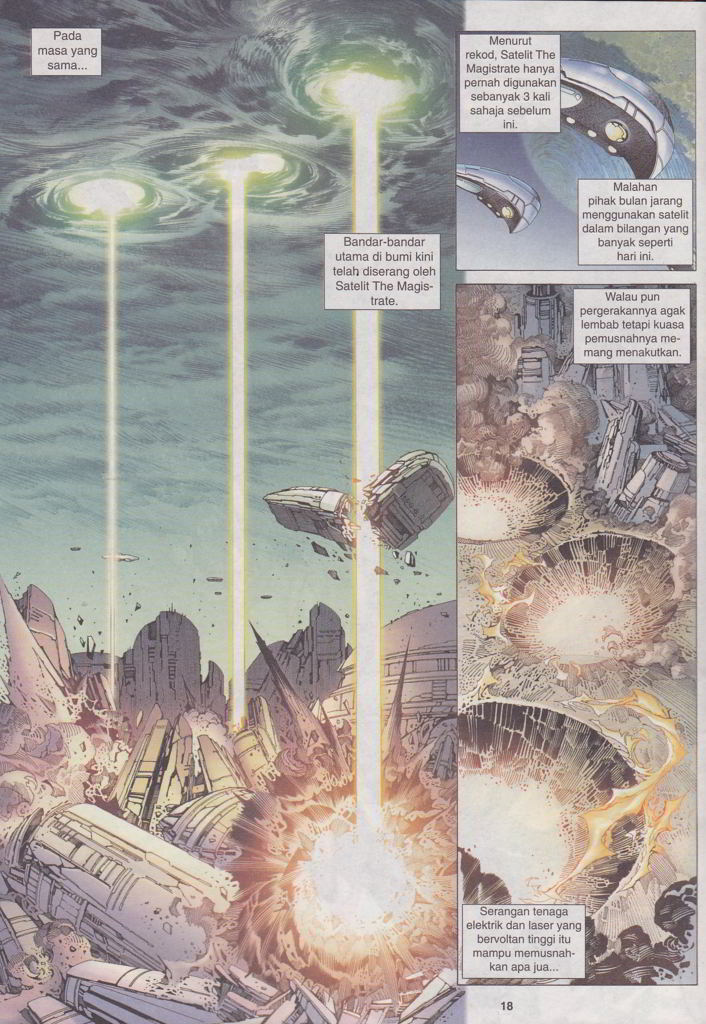 Pada
masa yang
sama...
Bandar-bandar
utama di bumi kini
telah diserang oleh
Satelit The Magis-
trate.
Menurut
rekod, Satelit The
Magistrate hanya
pernah digunakan
sebanyak 3 kali
sahaja sebelum
ini.
Malahan
pihak bulan jarang
menggunakan satelit
dalam bilangan yang
banyak seperti
hari ini.
Walau pun
pergerakannya agak
lembab tetapi kuasa
pemusnahnya me-
mang menakutkan.
Serangan tenaga
elektrik dan laser yang
bervoltan tinggi itu
mampu memusnah-
kan apa jua...
18